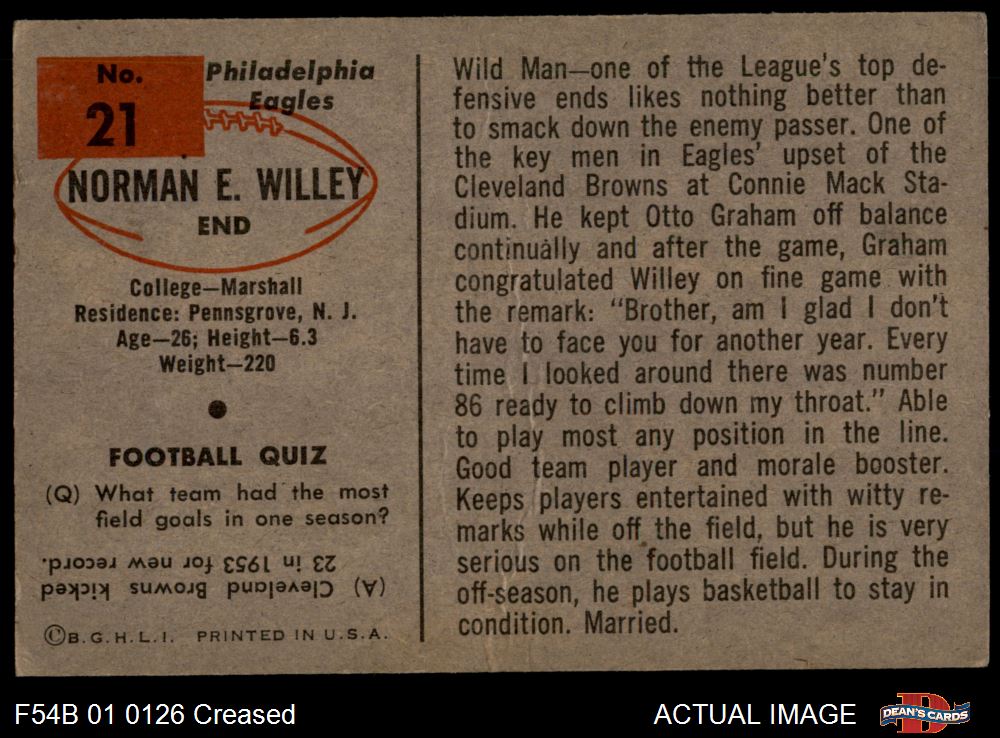 No.
21
Philadelphia
Eagles
NORMAN E. WILLEY
END
College—Marshall
Residence: Pennsgrove, N. J.
Age—26; Height—6.3
Weight—220
FOOTBALL QUIZ
(Q) What team had the most
field goals in one season?
(A) Cleveland Browns kicked
23 in 1953 for new record.
©B.G.H.L.I. PRINTED IN U.S.A.
Wild Man—one of the League's top de-
fensive ends likes nothing better than
to smack down the enemy passer. One of
the key men in Eagles' upset of the
Cleveland Browns at Connie Mack Sta-
dium. He kept Otto Graham off balance
continually and after the game, Graham
congratulated Willey on fine game with
the remark: "Brother, am I glad I don't
have to face you for another year. Every
time I looked around there was number
86 ready to climb down my throat." Able
to play most any position in the line.
Good team player and morale booster.
Keeps players entertained with witty re-
marks while off the field, but he is very
serious on the football field. During the
off-season, he plays basketball to stay in
condition. Married.
F54B 01 0126 Creased
ACTUAL IMAGE
D
DEAN'S CARDS